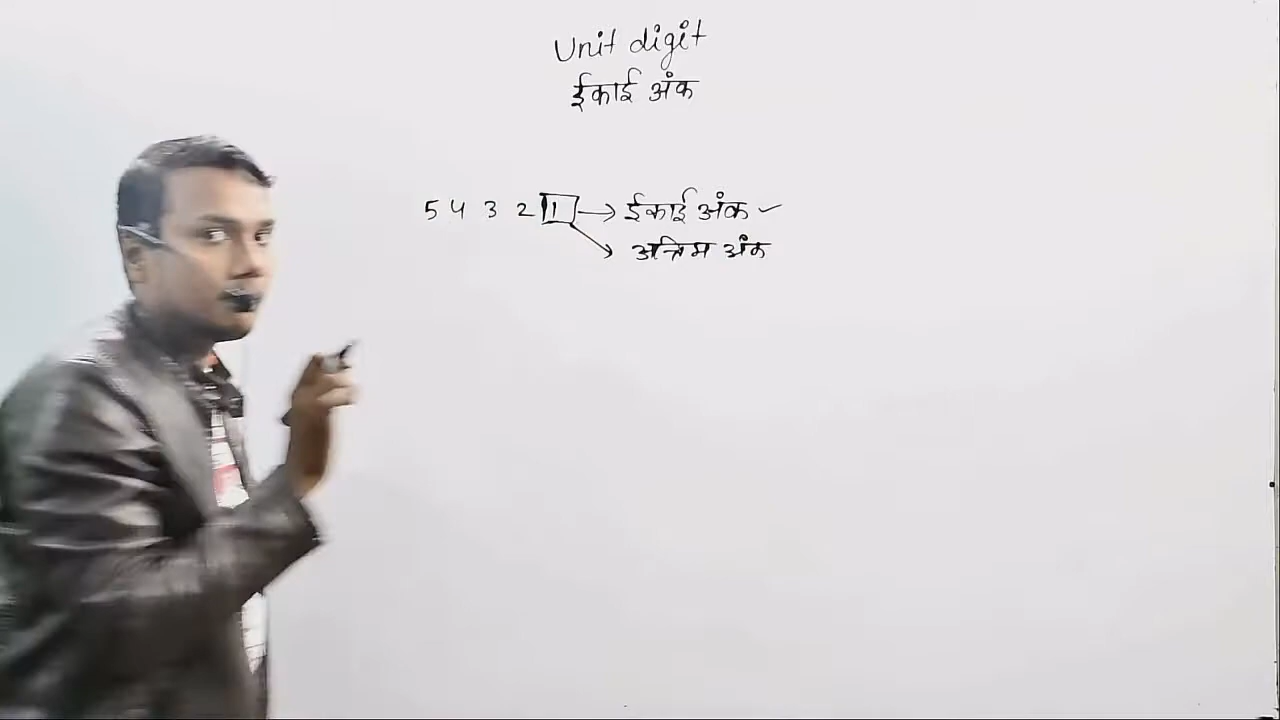 Unit digit
ईकाई अंक
5 4 3 2 1 → ईकाई अंक ✓
अन्तिम अंक